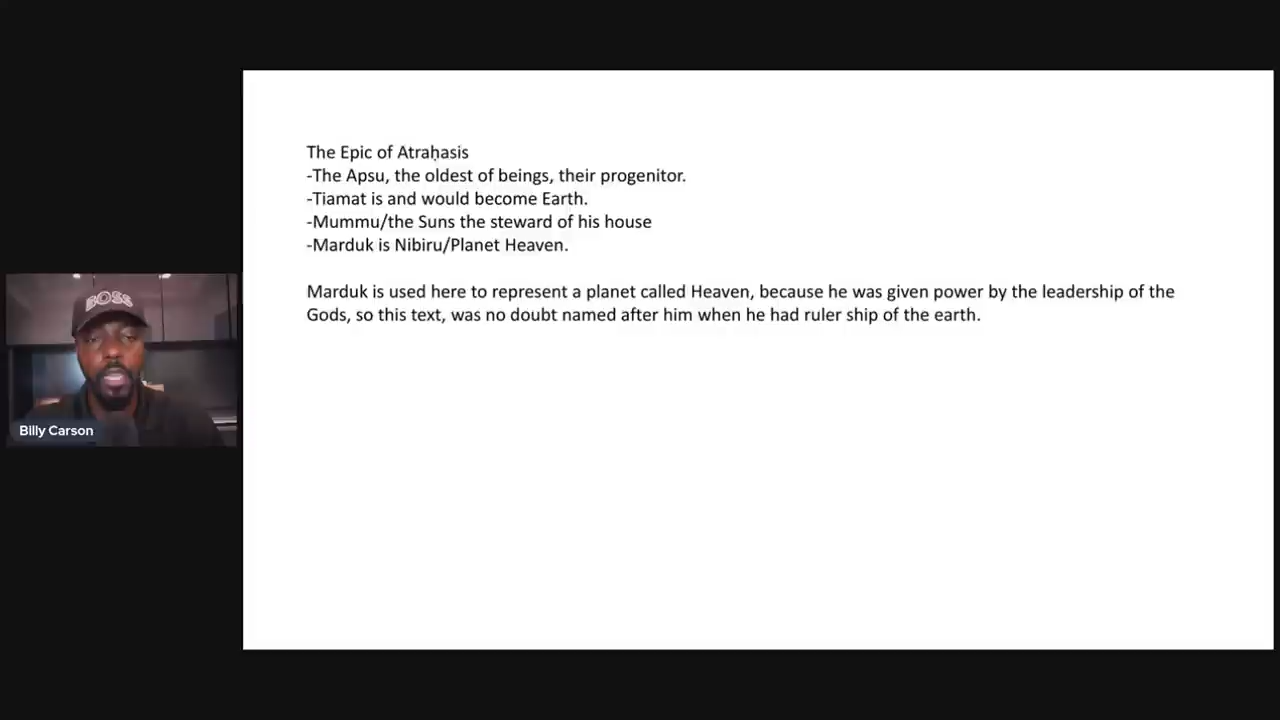 The Epic of Atraḥasis
-The Apsu, the oldest of beings, their progenitor.
-Tiamat is and would become Earth.
-Mummu/the Suns the steward of his house
-Marduk is Nibiru/Planet Heaven.
Marduk is used here to represent a planet called Heaven, because he was given power by the leadership of the
Gods, so this text, was no doubt named after him when he had ruler ship of the earth.
BOSS
Billy Carson